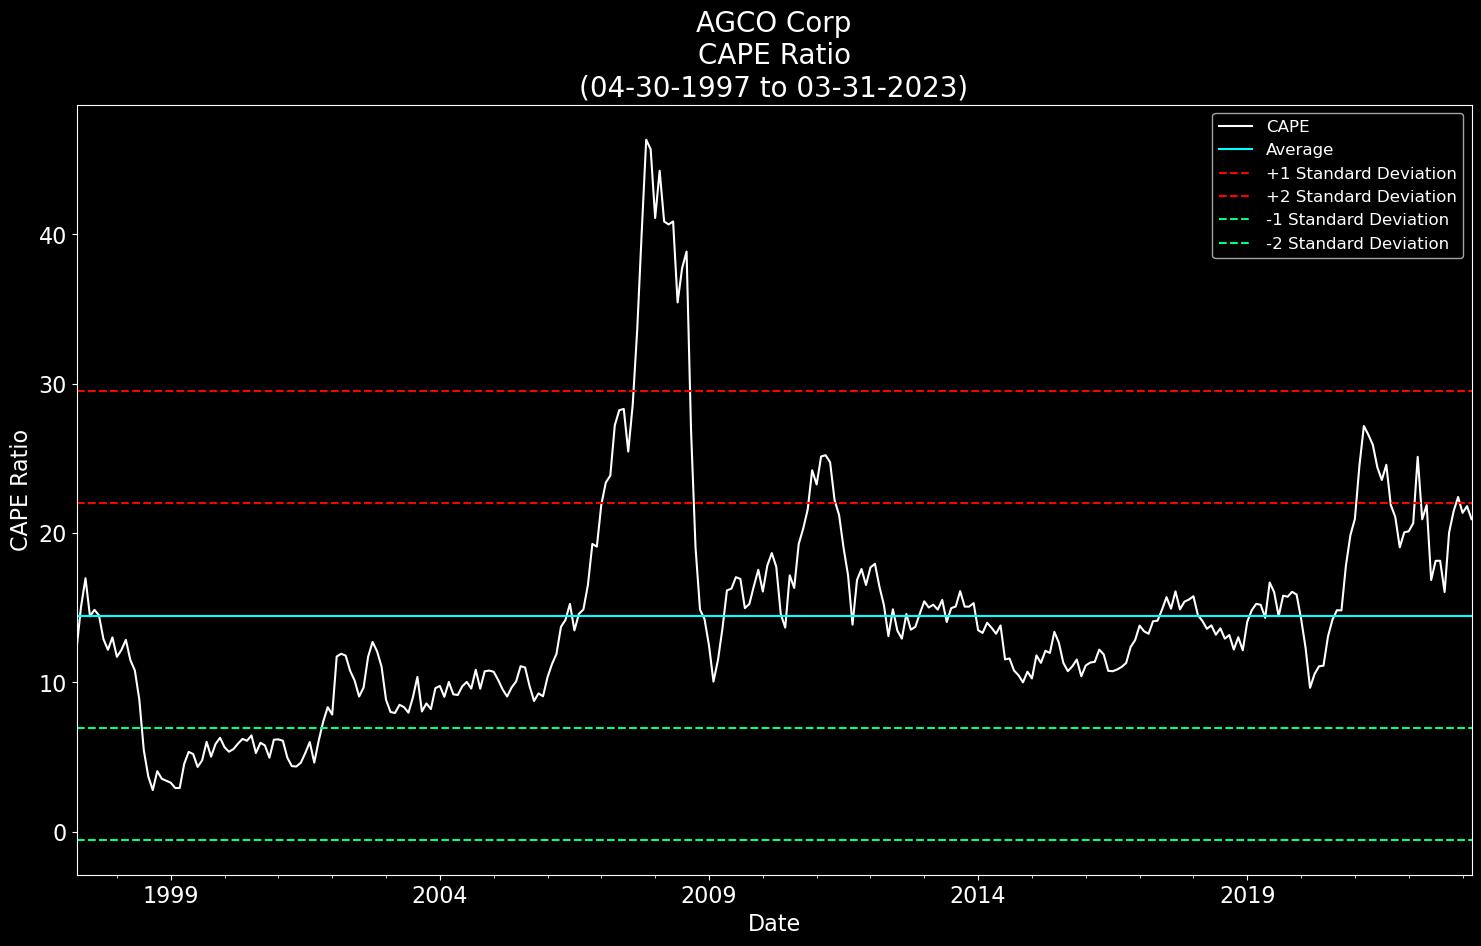 AGCO Corp
CAPE Ratio
(04-30-1997 to 03-31-2023)
CAPE
Average
+1 Standard Deviation
+2 Standard Deviation
-1 Standard Deviation
-2 Standard Deviation
CAPE Ratio
40
30
20
10
0
1999 2004 2009 2014 2019
Date